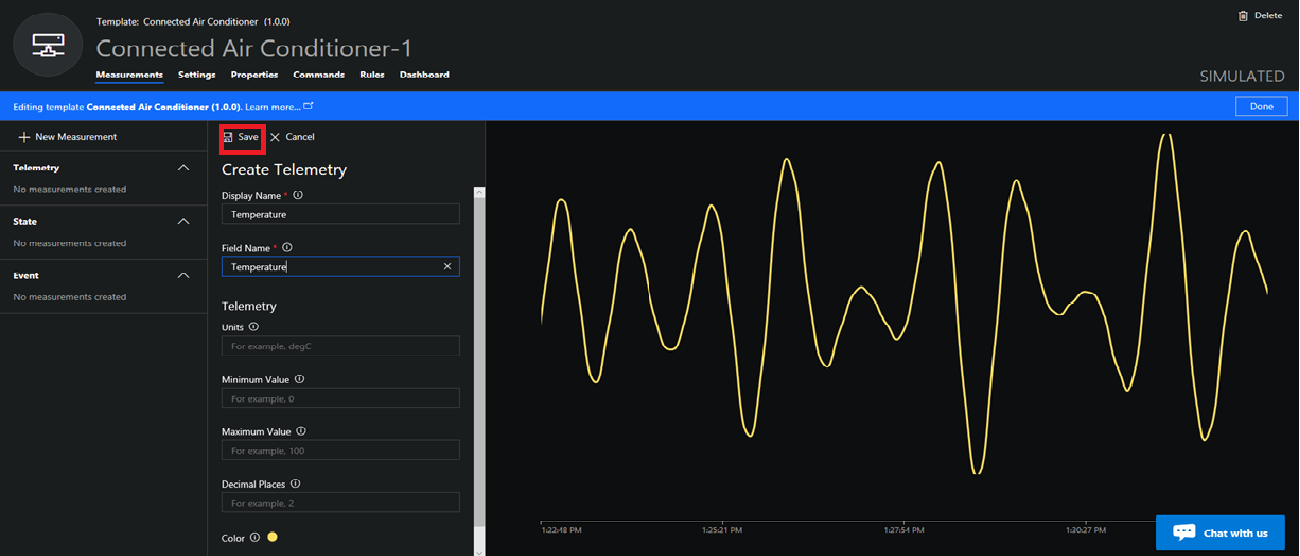 Template: Connected Air Conditioner (1.0.0)
Delete
Connected Air Conditioner-1
Measurements Settings Properties Commands Rules Dashboard
SIMULATED
Editing template Connected Air Conditioner (1.0.0). Learn more...
Done
New Measurement
Save Cancel
Telemetry
No measurements created
State
No measurements created
Event
No measurements created
Create Telemetry
Display Name *
Temperature
Field Name *
Temperature
Telemetry
Units
For example, degC
Minimum Value
For example, 0
Maximum Value
For example, 100
Decimal Places
For example, 2
Color
1:22:48 PM 1:25:21 PM 1:27:54 PM 1:30:27 PM
Chat with us